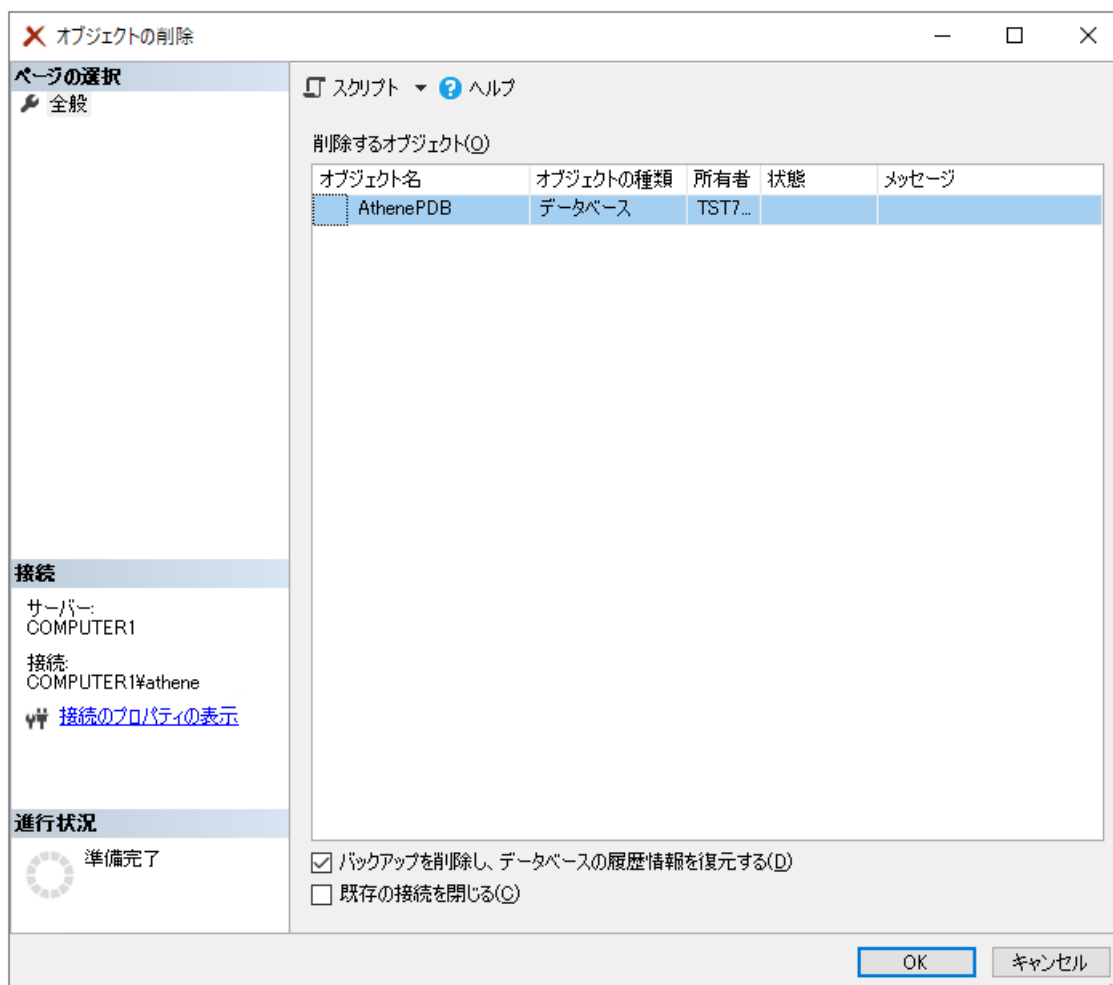 オブジェクトの削除
ページの選択
全般
スクリプト ヘルプ
削除するオブジェクト(O)
オブジェクト名 オブジェクトの種類 所有者 状態 メッセージ
AthenePDB データベース TST7...
接続
サーバー:
COMPUTER1
接続:
COMPUTER1¥athene
接続のプロパティの表示
進行状況
準備完了
バックアップを削除し、データベースの履歴情報を復元する(D)
既存の接続を閉じる(C)
OK キャンセル